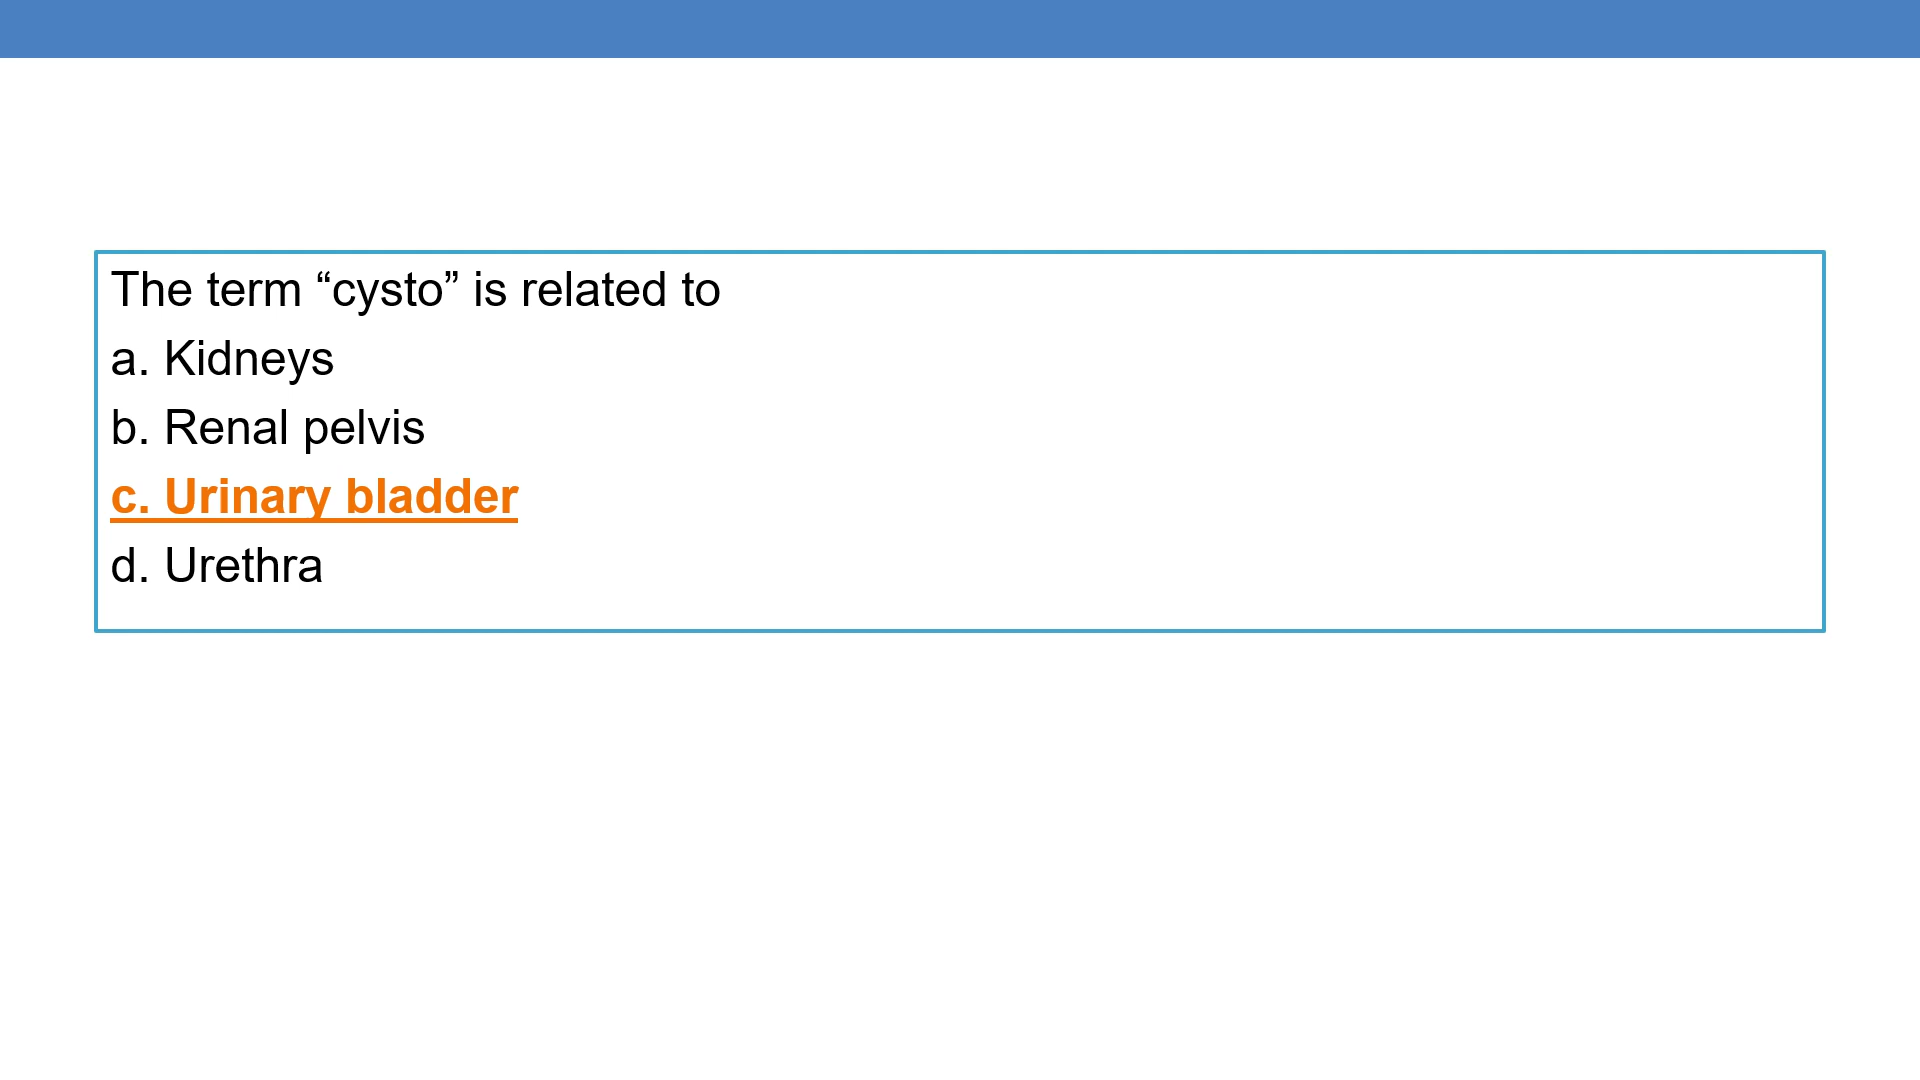 The term “cysto” is related to
a. Kidneys
b. Renal pelvis
c. Urinary bladder
d. Urethra